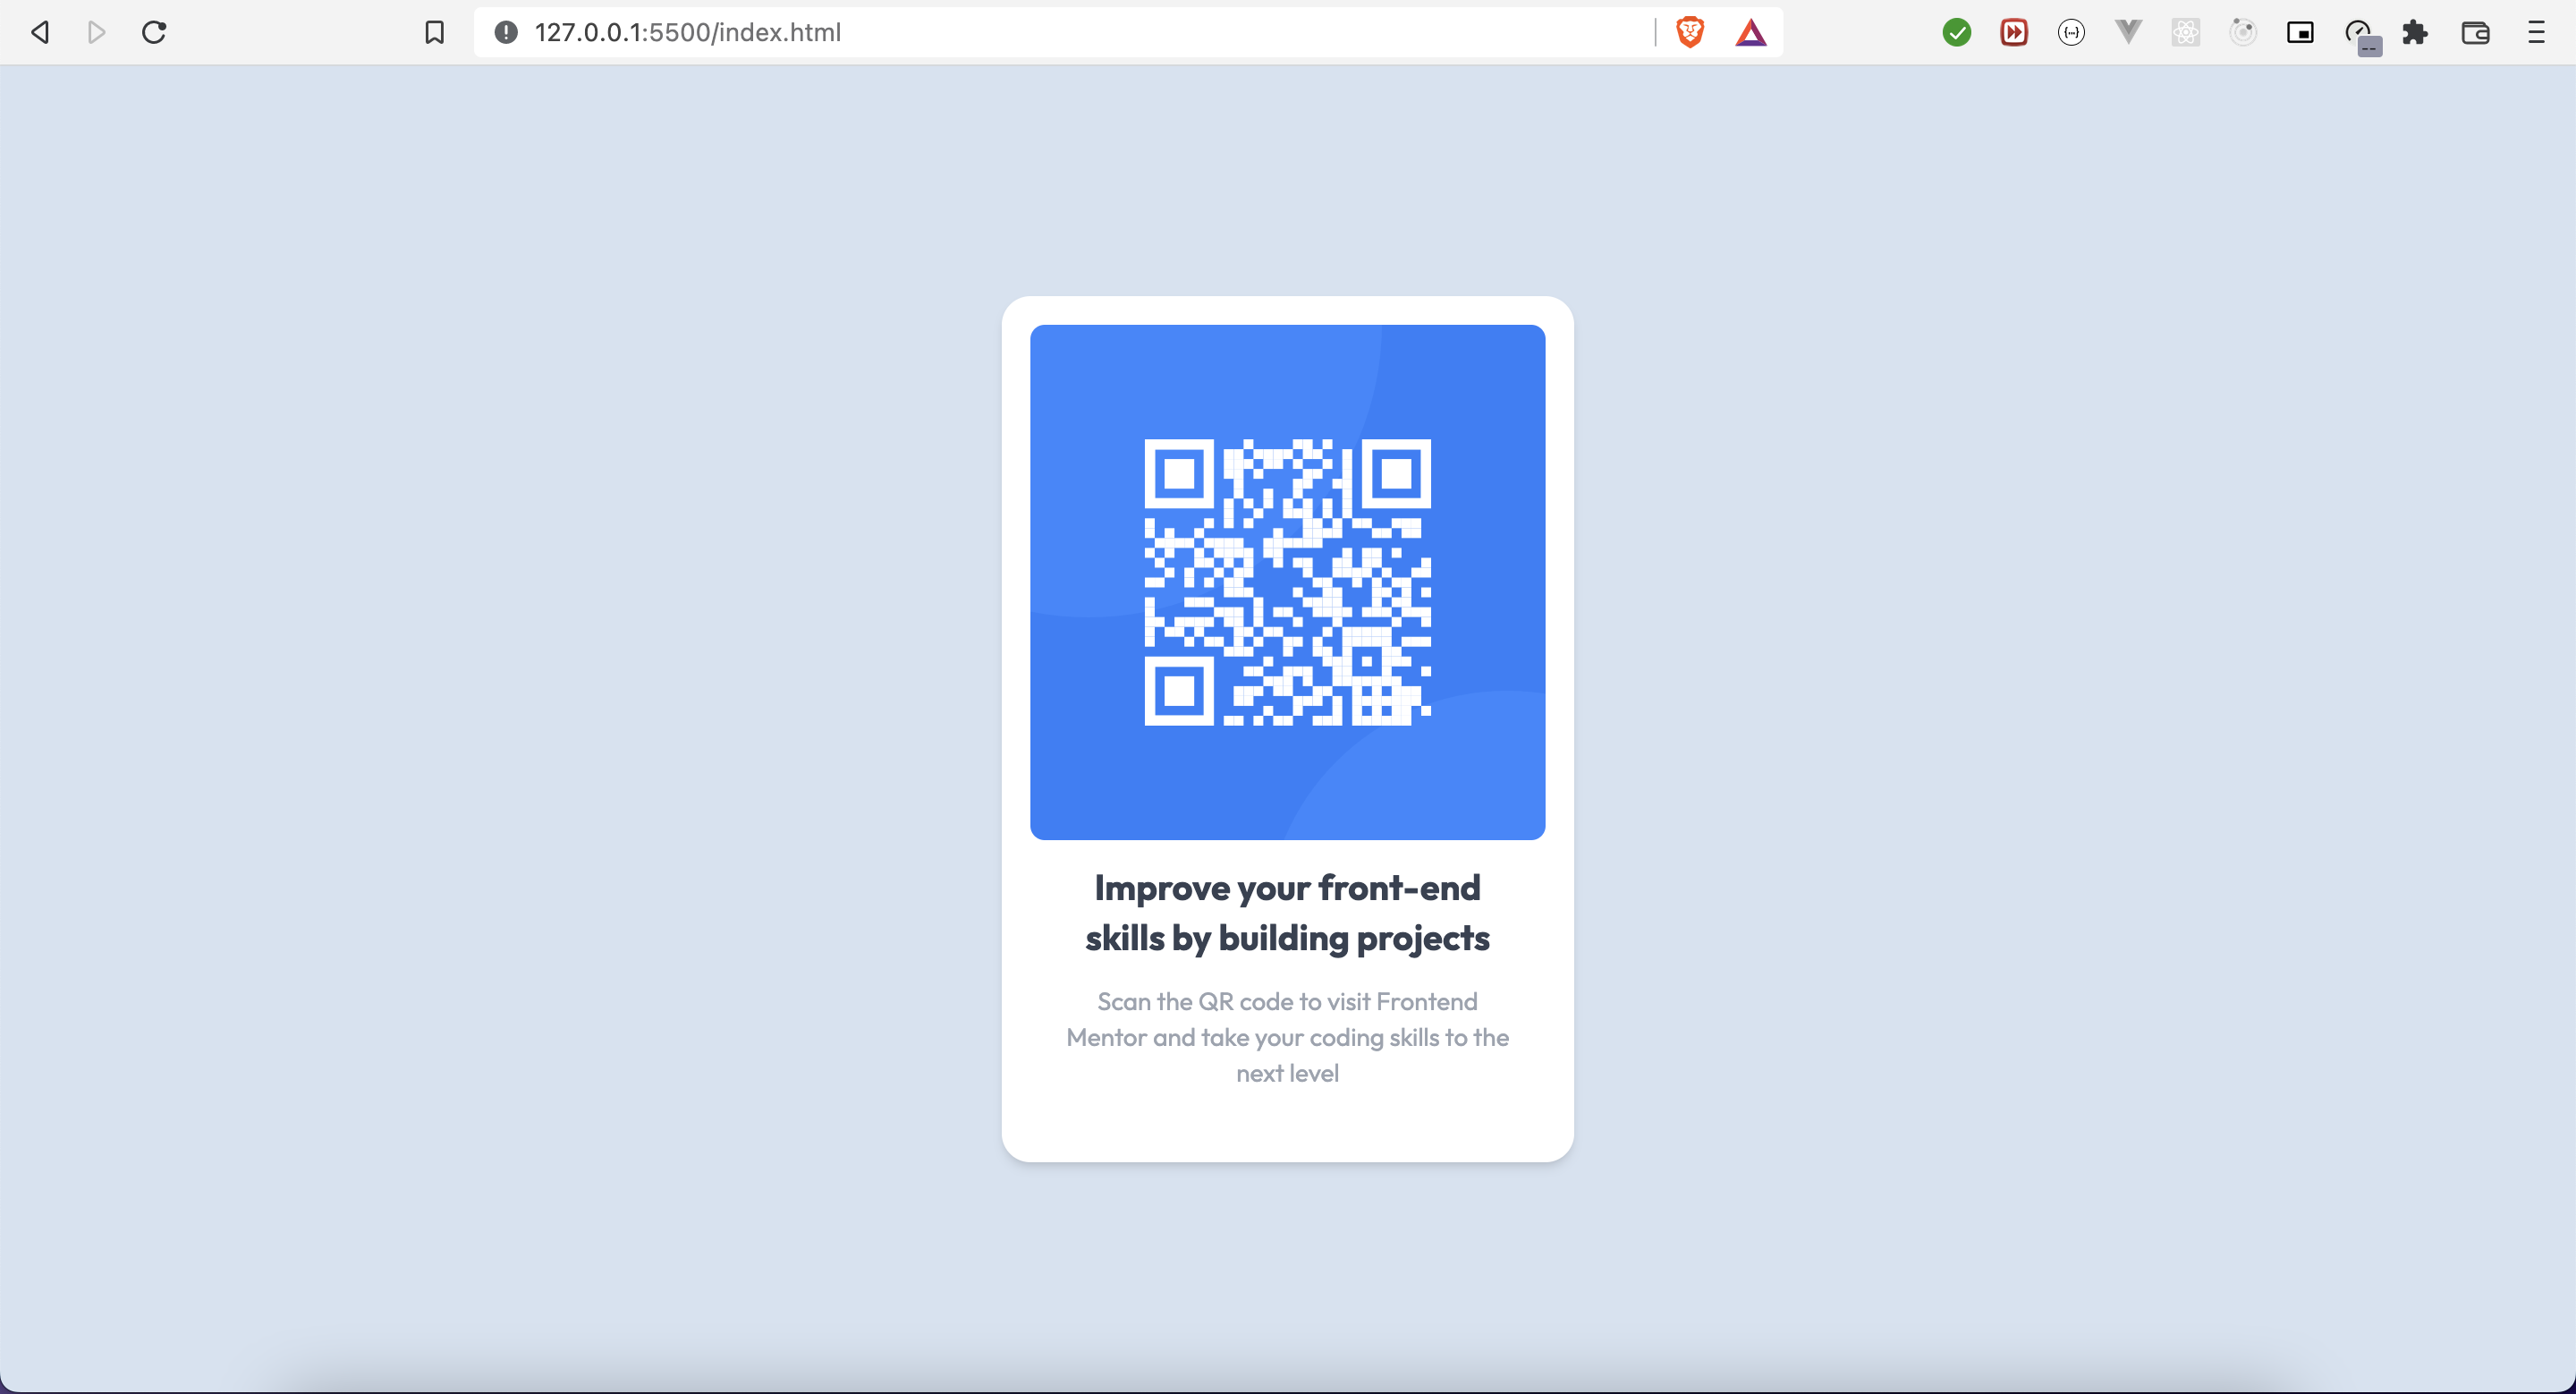 127.0.0.1:5500/index.html
Improve your front-end
skills by building projects
Scan the QR code to visit Frontend
Mentor and take your coding skills to the
next level